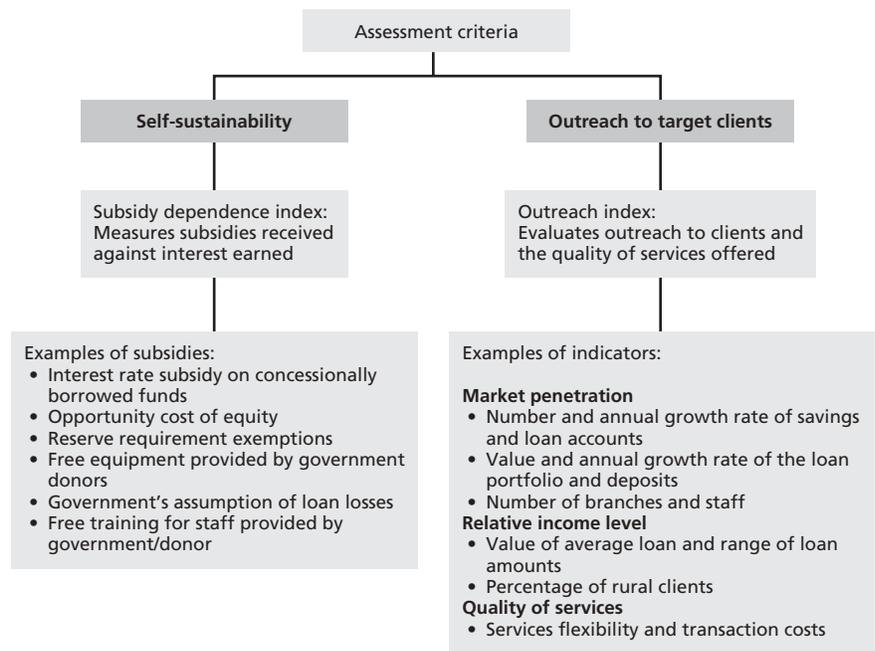 Assessment criteria
Self-sustainability
Subsidy dependence index:
Measures subsidies received
against interest earned
Examples of subsidies:
• Interest rate subsidy on concessionally
borrowed funds
• Opportunity cost of equity
• Reserve requirement exemptions
• Free equipment provided by government
donors
• Government's assumption of loan losses
• Free training for staff provided by
government/donor
Outreach to target clients
Outreach index:
Evaluates outreach to clients and
the quality of services offered
Examples of indicators:
Market penetration
• Number and annual growth rate of savings
and loan accounts
• Value and annual growth rate of the loan
portfolio and deposits
• Number of branches and staff
Relative income level
• Value of average loan and range of loan
amounts
• Percentage of rural clients
Quality of services
• Services flexibility and transaction costs